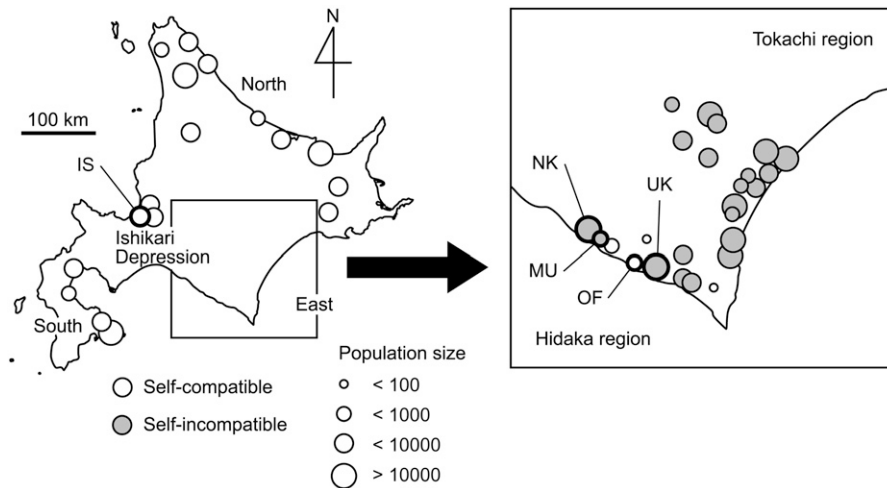 N
North
100 km
IS
Ishikari
Depression
East
South
Population size
Self-compatible
< 100
Self-incompatible
< 1000
< 10000
> 10000
Tokachi region
NK
UK
MU
OF
Hidaka region